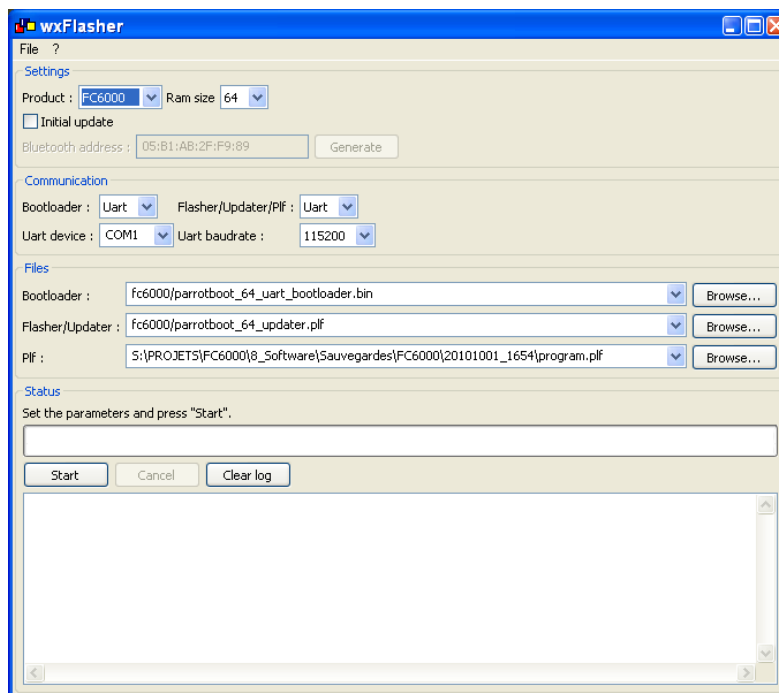 wxFlasher
File ?
Settings
Product : FC6000 Ram size 64
Initial update
Bluetooth address : 05:B1:AB:2F:F9:89 Generate
Communication
Bootloader : Uart Flasher/Updater/Plf : Uart
Uart device : COM1 Uart baudrate : 115200
Files
Bootloader : fc6000/parrotboot_64_uart_bootloader.bin Browse...
Flasher/Updater : fc6000/parrotboot_64_updater.plf Browse...
Plf : S:\PROJETS\FC6000\8_Software\Sauvegardes\FC6000\20101001_1654\program.plf Browse...
Status
Set the parameters and press "Start".
Start Cancel Clear log